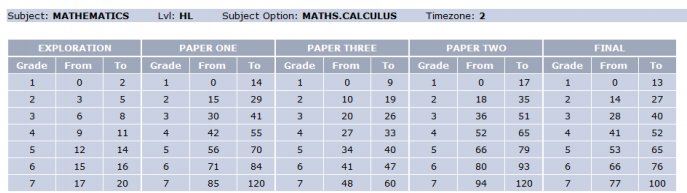 Subject: MATHEMATICS Lvl: HL Subject Option: MATHS.CALCULUS Timezone: 2
EXPLORATION PAPER ONE PAPER THREE PAPER TWO FINAL
Grade From To Grade From To Grade From To Grade From To Grade From To
1 0 2 1 0 14 1 0 9 1 0 17 1 0 13
2 3 5 2 15 29 2 10 19 2 18 35 2 14 27
3 6 8 3 30 41 3 20 26 3 36 51 3 28 40
4 9 11 4 42 55 4 27 33 4 52 65 4 41 52
5 12 14 5 56 70 5 34 40 5 66 79 5 53 65
6 15 16 6 71 84 6 41 47 6 80 93 6 66 76
7 17 20 7 85 120 7 48 60 7 94 120 7 77 100